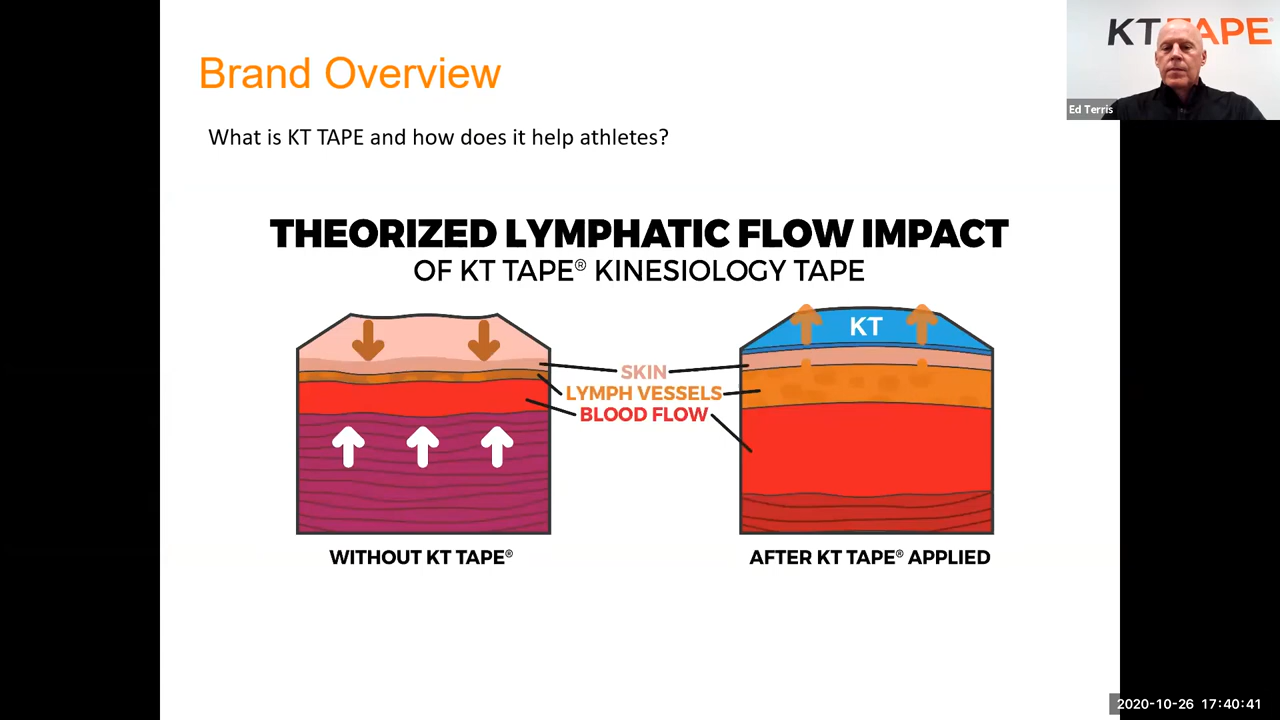 Brand Overview
What is KT TAPE and how does it help athletes?
KT TAPE
Ed Terris
THEORIZED LYMPHATIC FLOW IMPACT
OF KT TAPE® KINESIOLOGY TAPE
KT
SKIN
LYMPH VESSELS
BLOOD FLOW
WITHOUT KT TAPE®
AFTER KT TAPE® APPLIED
2020-10-26 17:40:41